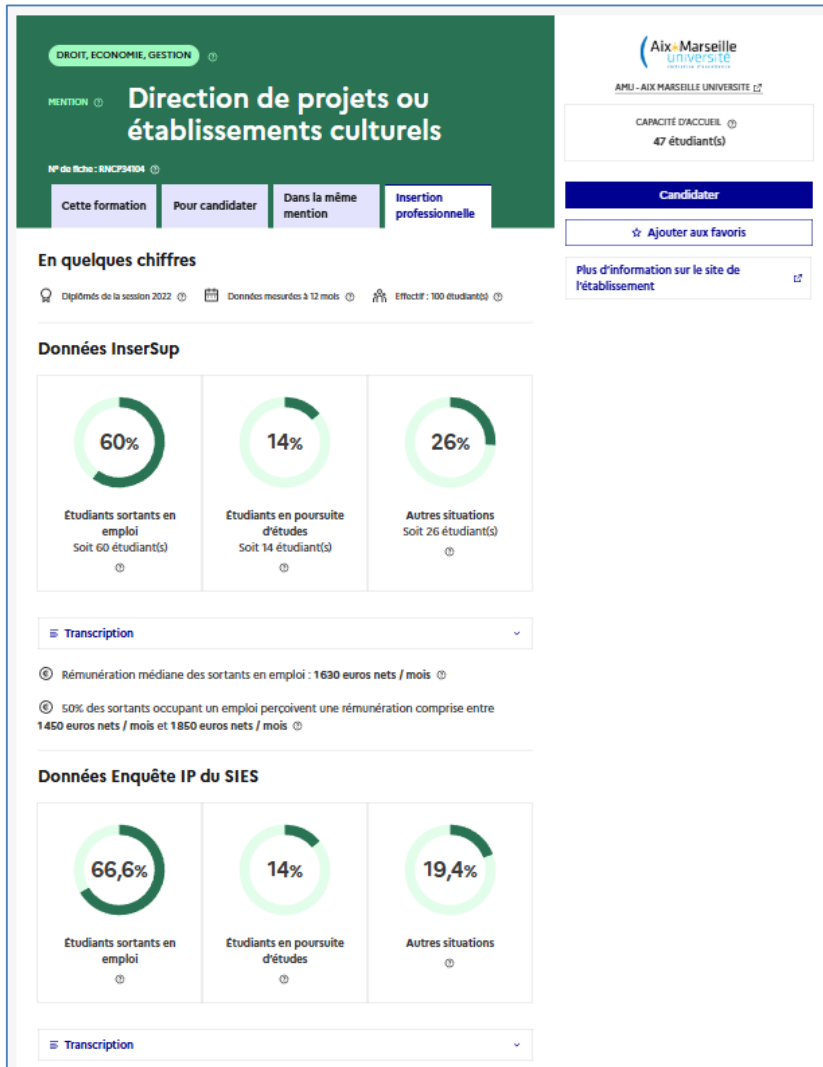 DROIT, ECONOMIE, GESTION
MENTION
Direction de projets ou
établissements culturels
N° de fiche : RNCP34104
Cette formation
Pour candidater
Dans la même
mention
Insertion
professionnelle
Aix*Marseille
université
AMU - AIX MARSEILLE UNIVERSITE
CAPACITÉ D'ACCUEIL
47 étudiant(s)
Candidater
Ajouter aux favoris
Plus d'information sur le site de
l'établissement
En quelques chiffres
Diplômés de la session 2022
Données mesurées à 12 mois
Effectif : 100 étudiant(s)
Données InserSup
60%
Étudiants sortants en
emploi
Soit 60 étudiant(s)
14%
Étudiants en poursuite
d'études
Soit 14 étudiant(s)
26%
Autres situations
Soit 26 étudiant(s)
Transcription
Rémunération médiane des sortants en emploi : 1630 euros nets / mois
50% des sortants occupant un emploi perçoivent une rémunération comprise entre
1450 euros nets / mois et 1850 euros nets / mois
Données Enquête IP du SIES
66,6%
Étudiants sortants en
emploi
14%
Étudiants en poursuite
d'études
19,4%
Autres situations
Transcription